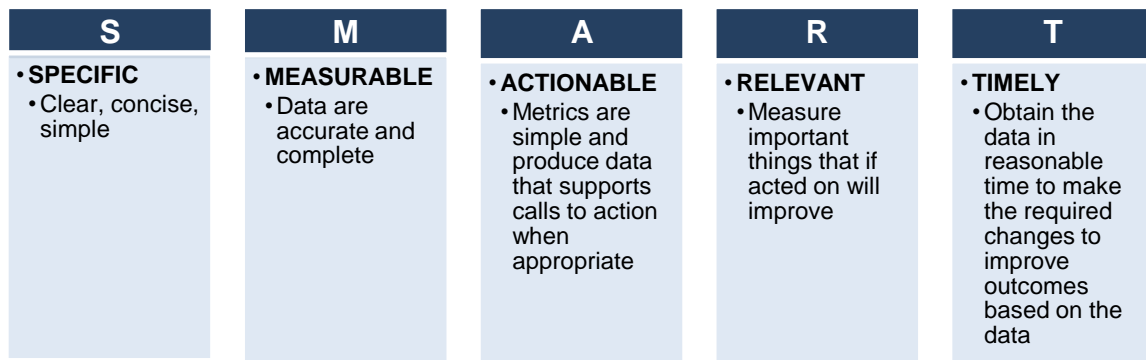 S
• SPECIFIC
• Clear, concise,
simple
M
• MEASURABLE
• Data are
accurate and
complete
A
• ACTIONABLE
• Metrics are
simple and
produce data
that supports
calls to action
when
appropriate
R
• RELEVANT
• Measure
important
things that if
acted on will
improve
T
• TIMELY
• Obtain the
data in
reasonable
time to make
the required
changes to
improve
outcomes
based on the
data